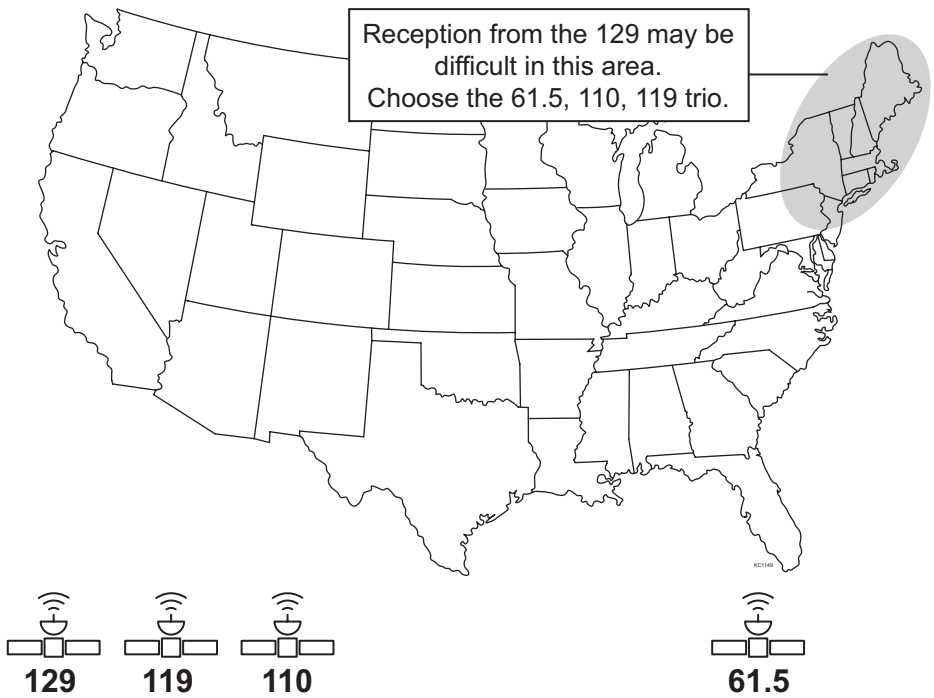 Reception from the 129 may be
difficult in this area.
Choose the 61.5, 110, 119 trio.
KC1149
129
119
110
61.5